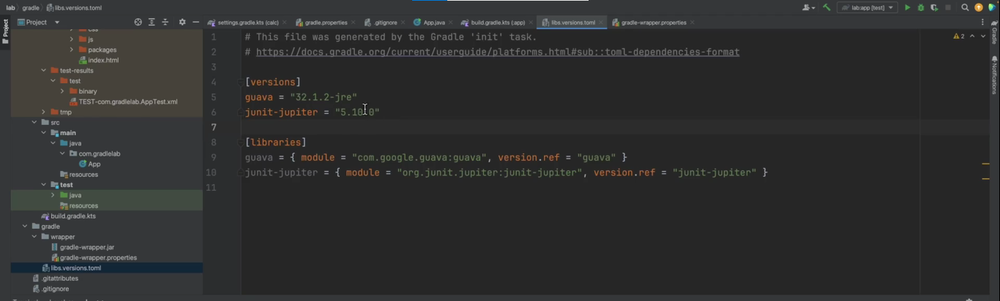 lab gradle libs.versions.toml
lab:app [test]
Project
Project
settings.gradle.kts (calc)
gradle.properties
.gitignore
App.java
build.gradle.kts (:app)
libs.versions.toml
gradle-wrapper.properties
js
packages
index.html
test-results
test
binary
TEST-com.gradlelab.AppTest.xml
tmp
src
main
java
com.gradlelab
App
resources
test
java
resources
build.gradle.kts
gradle
wrapper
gradle-wrapper.jar
gradle-wrapper.properties
libs.versions.toml
.gitattributes
.gitignore
1 # This file was generated by the Gradle 'init' task.
2 # https://docs.gradle.org/current/userguide/platforms.html#sub::toml-dependencies-format
3
4 [versions]
5 guava = "32.1.2-jre"
6 junit-jupiter = "5.10.0"
7
8 [libraries]
9 guava = { module = "com.google.guava:guava", version.ref = "guava" }
10 junit-jupiter = { module = "org.junit.jupiter:junit-jupiter", version.ref = "junit-jupiter" }
11
2
Gradle
Notifications